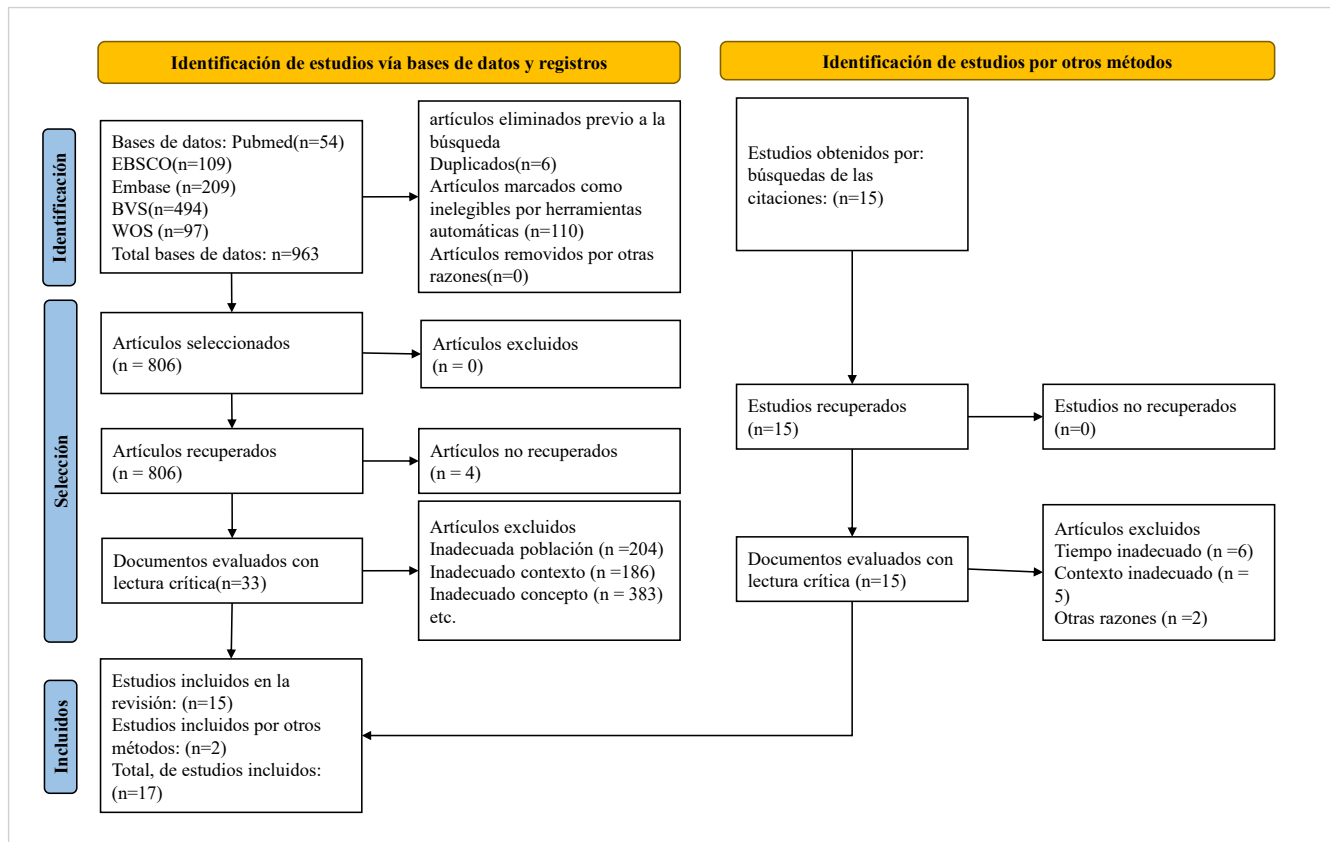 Identificación de estudios vía bases de datos y registros
Identificación de estudios por otros métodos
Identificación
Bases de datos: Pubmed(n=54)
EBSCO(n=109)
Embase (n=209)
BVS(n=494)
WOS (n=97)
Total bases de datos: n=963
artículos eliminados previo a la
búsqueda
Duplicados(n=6)
Artículos marcados como
inelegibles por herramientas
automáticas (n=110)
Artículos removidos por otras
razones(n=0)
Estudios obtenidos por:
búsquedas de las
citaciones: (n=15)
Selección
Artículos seleccionados
(n = 806)
Artículos excluidos
(n = 0)
Artículos recuperados
(n = 806)
Artículos no recuperados
(n = 4)
Estudios recuperados
(n=15)
Estudios no recuperados
(n=0)
Documentos evaluados con
lectura crítica(n=33)
Artículos excluidos
Inadecuada población (n =204)
Inadecuado contexto (n =186)
Inadecuado concepto (n = 383)
etc.
Documentos evaluados con
lectura crítica (n=15)
Artículos excluidos
Tiempo inadecuado (n =6)
Contexto inadecuado (n =
5)
Otras razones (n =2)
Incluidos
Estudios incluidos en la
revisión: (n=15)
Estudios incluidos por otros
métodos: (n=2)
Total, de estudios incluidos:
(n=17)